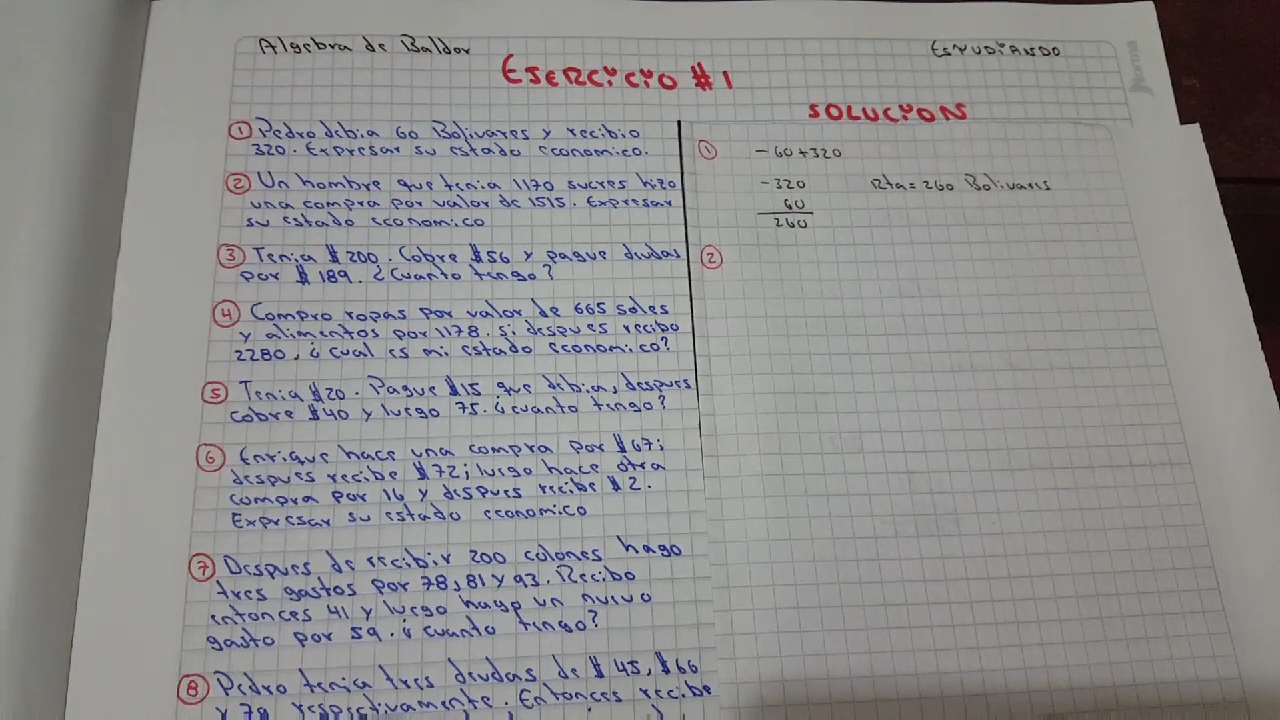 Algebra de Baldor
ESTUDIANDO
EJERCICIO #1
SOLUCION
Norma
① Pedro debia 60 Bolivares y recibio
320. Expresar su estado economico.
② Un hombre que tenia 1170 sucres hizo
una compra por valor de 1515. Expresar
su estado economico
③ Tenia $200. Cobre $56 y pague deudas
por $189. ¿Cuanto tengo?
④ Compro ropas por valor de 665 soles
y alimentos por 1178. Si despues recibo
2280, ¿cual es mi estado economico?
⑤ Tenia $20. Pague $15 que debia, despues
cobre $40 y luego 75. ¿cuanto tengo?
⑥ Enrique hace una compra por $67;
despues recibe $72; luego hace otra
compra por 16 y despues recibe $2.
Expresar su estado economico
⑦ Despues de recibir 200 colones hago
tres gastos por 78, 81 y 93. Recibo
entonces 41 y luego hago un nuevo
gasto por 59. ¿cuanto tengo?
⑧ Pedro tenia tres deudas de $45, $66
y 79 respectivamente. Entonces recibe
① -60+320
-320 Rta=260 Bolivares
60
260
②